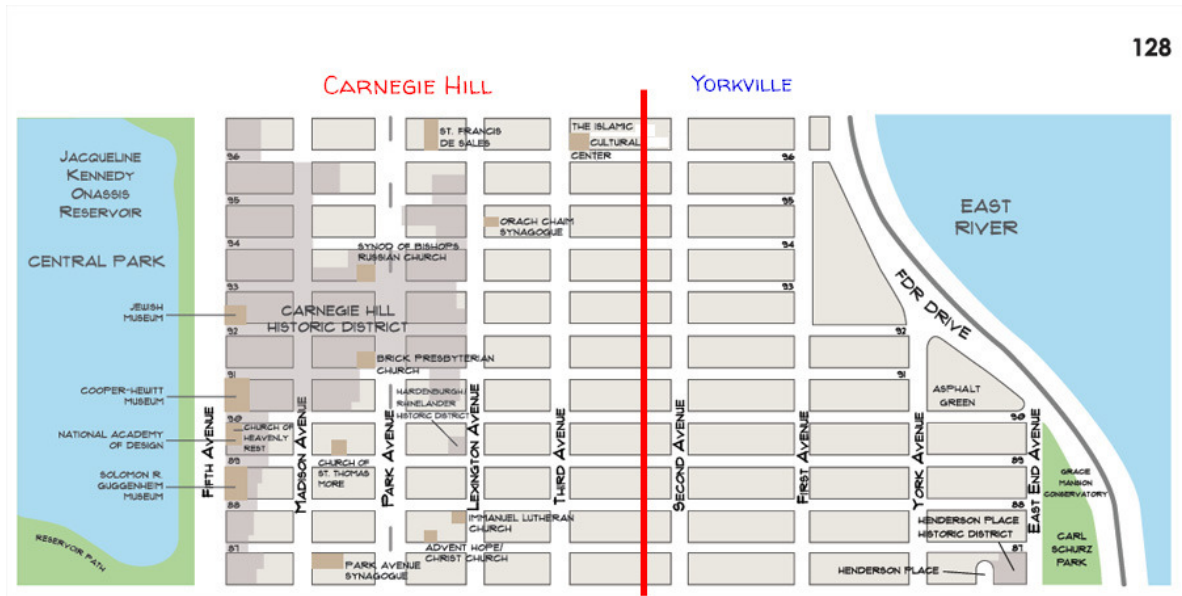 128
CARNEGIE HILL
YORKVILLE
JACQUELINE
KENNEDY
ONASSIS
RESERVOIR
CENTRAL PARK
JEWISH
MUSEUM
COOPER-HEWITT
MUSEUM
NATIONAL ACADEMY
OF DESIGN
SOLOMON R.
GUGGENHEIM
MUSEUM
RESERVOIR PATH
FIFTH AVENUE
96
95
94
93
92
91
90
89
88
87
ST. FRANCIS
DE SALES
THE ISLAMIC
CULTURAL
CENTER
ORACH CHAIM
SYNAGOGUE
SYNOD OF BISHOPS
RUSSIAN CHURCH
CARNEGIE HILL
HISTORIC DISTRICT
BRICK PRESBYTERIAN
CHURCH
HARDENBURGH/
RHINELANDER
HISTORIC DISTRICT
CHURCH OF
HEAVENLY
REST
CHURCH OF
ST. THOMAS
MORE
IMMANUEL LUTHERAN
CHURCH
ADVENT HOPE/
CHRIST CHURCH
PARK AVENUE
SYNAGOGUE
MADISON AVENUE
PARK AVENUE
LEXINGTON AVENUE
THIRD AVENUE
SECOND AVENUE
FIRST AVENUE
YORK AVENUE
EAST END AVENUE
96
95
94
93
92
91
90
89
88
87
EAST
RIVER
FDR DRIVE
ASPHALT
GREEN
GRACIE
MANSION
CONSERVATORY
HENDERSON PLACE
HISTORIC DISTRICT
HENDERSON PLACE
CARL
SCHURZ
PARK